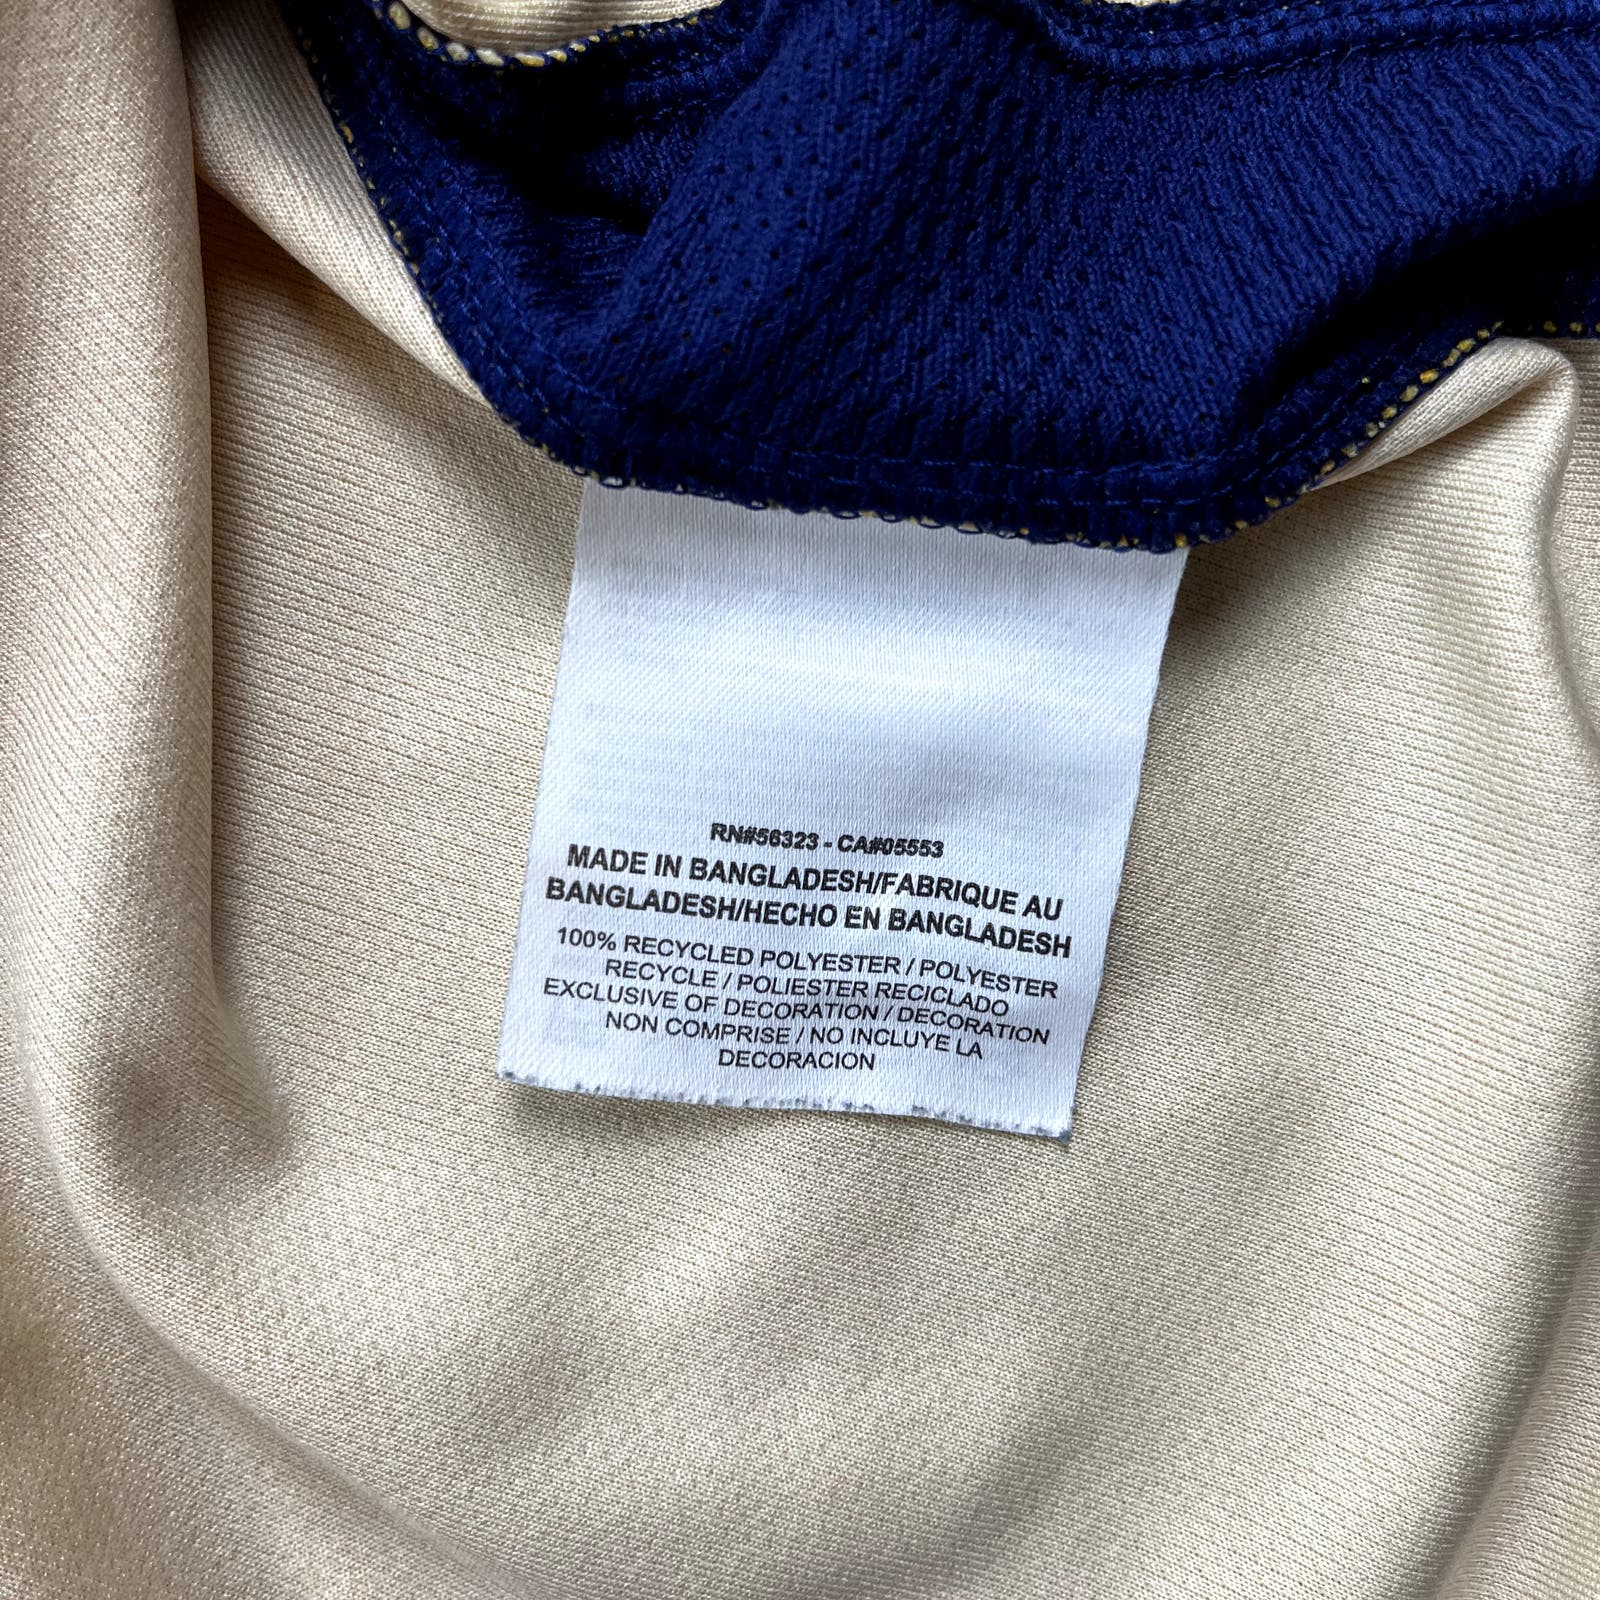 RN#56323 - CA#05553
MADE IN BANGLADESH/FABRIQUE AU
BANGLADESH/HECHO EN BANGLADESH
100% RECYCLED POLYESTER / POLYESTER
RECYCLE / POLIESTER RECICLADO
EXCLUSIVE OF DECORATION / DECORATION
NON COMPRISE / NO INCLUYE LA
DECORACION